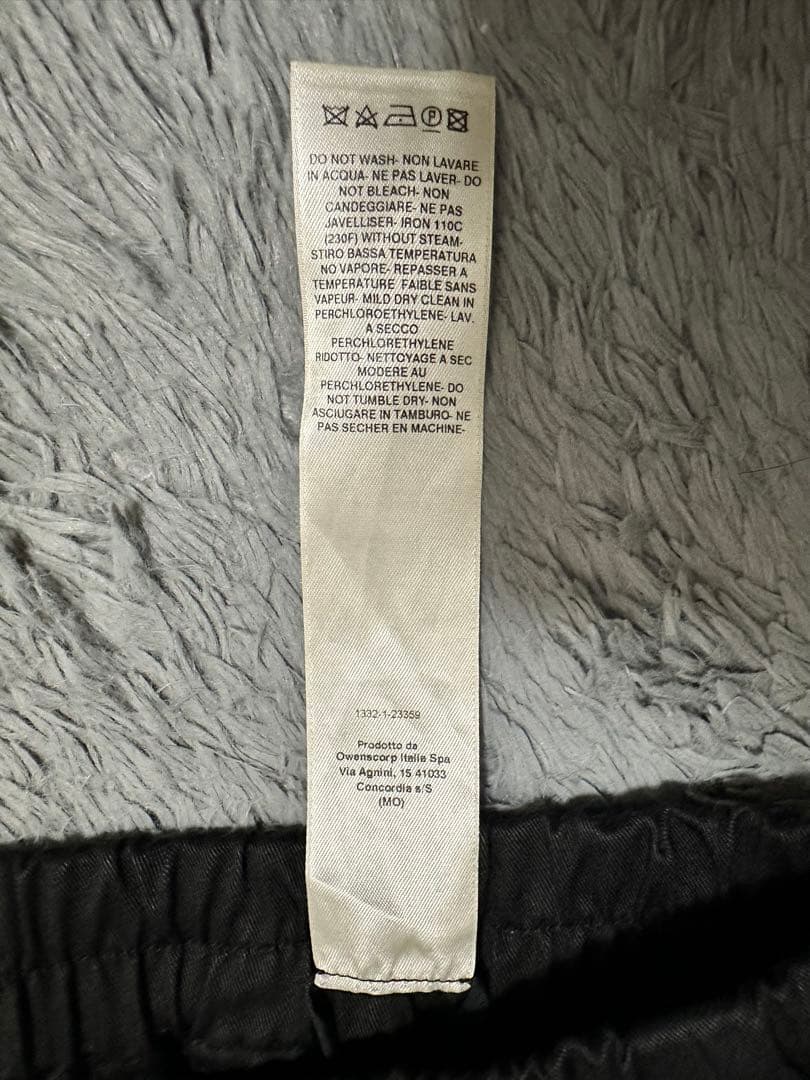 P
DO NOT WASH- NON LAVARE
IN ACQUA- NE PAS LAVER- DO
NOT BLEACH- NON
CANDEGGIARE- NE PAS
JAVELLISER- IRON 110C
(230F) WITHOUT STEAM-
STIRO BASSA TEMPERATURA
NO VAPORE- REPASSER A
TEMPERATURE FAIBLE SANS
VAPEUR- MILD DRY CLEAN IN
PERCHLOROETHYLENE- LAV.
A SECCO
PERCHLORETHYLENE
RIDOTTO- NETTOYAGE A SEC
MODERE AU
PERCHLORETHYLENE- DO
NOT TUMBLE DRY- NON
ASCIUGARE IN TAMBURO- NE
PAS SECHER EN MACHINE-
1332-1-23359
Prodotto da
Owenscorp Italia Spa
Via Agnini, 15 41033
Concordia s/S
(MO)